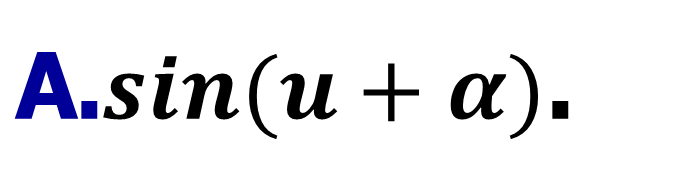 A.sin(u + α).